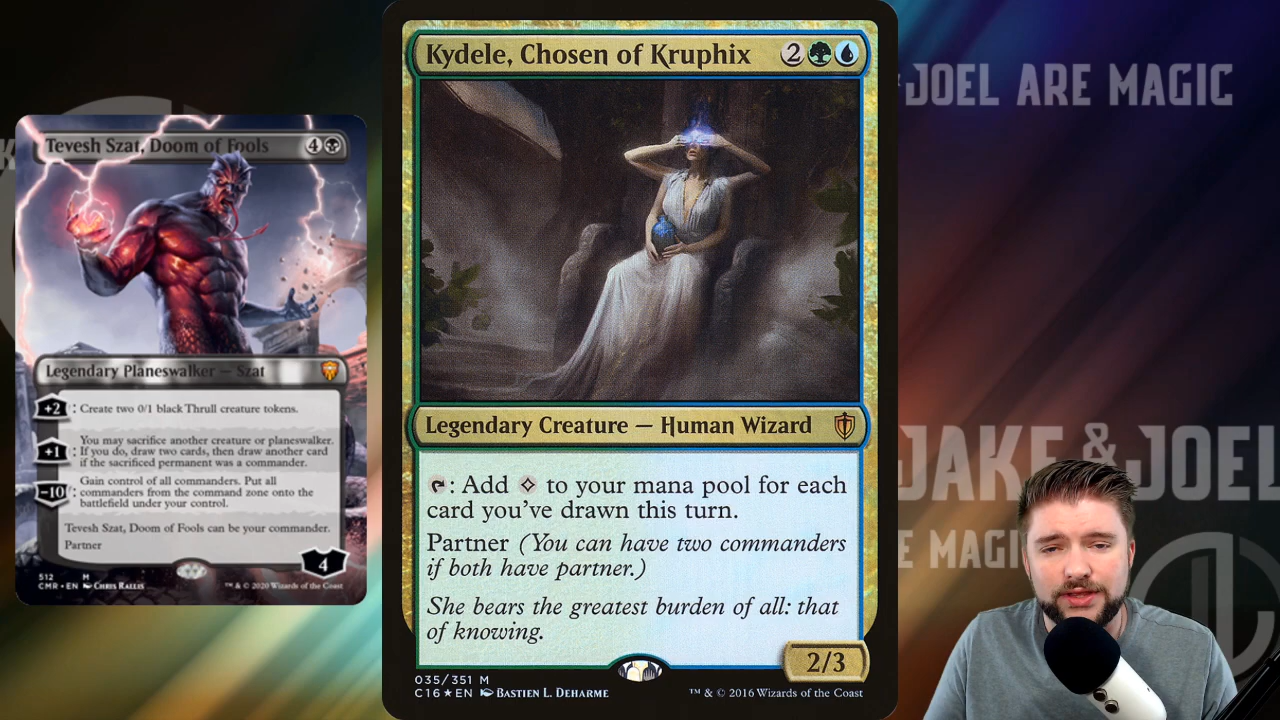 Tevesh Szat, Doom of Fools 4
Legendary Planeswalker — Szat
+2 : Create two 0/1 black Thrull creature tokens.
You may sacrifice another creature or planeswalker.
+1 : If you do, draw two cards, then draw another card
if the sacrificed permanent was a commander.
Gain control of all commanders. Put all
-10 : commanders from the command zone onto the
battlefield under your control.
Tevesh Szat, Doom of Fools can be your commander.
Partner
4
512 M
CMR • EN Chris Rallis ™ & © 2020 Wizards of the Coast
Kydele, Chosen of Kruphix 2
Legendary Creature — Human Wizard
: Add to your mana pool for each
card you've drawn this turn.
Partner (You can have two commanders
if both have partner.)
She bears the greatest burden of all: that
of knowing.
2/3
035/351 M
C16 ★ EN Bastien L. Deharme ™ & © 2016 Wizards of the Coast
& JOEL ARE MAGIC
JAKE & JOEL
E MAGIC